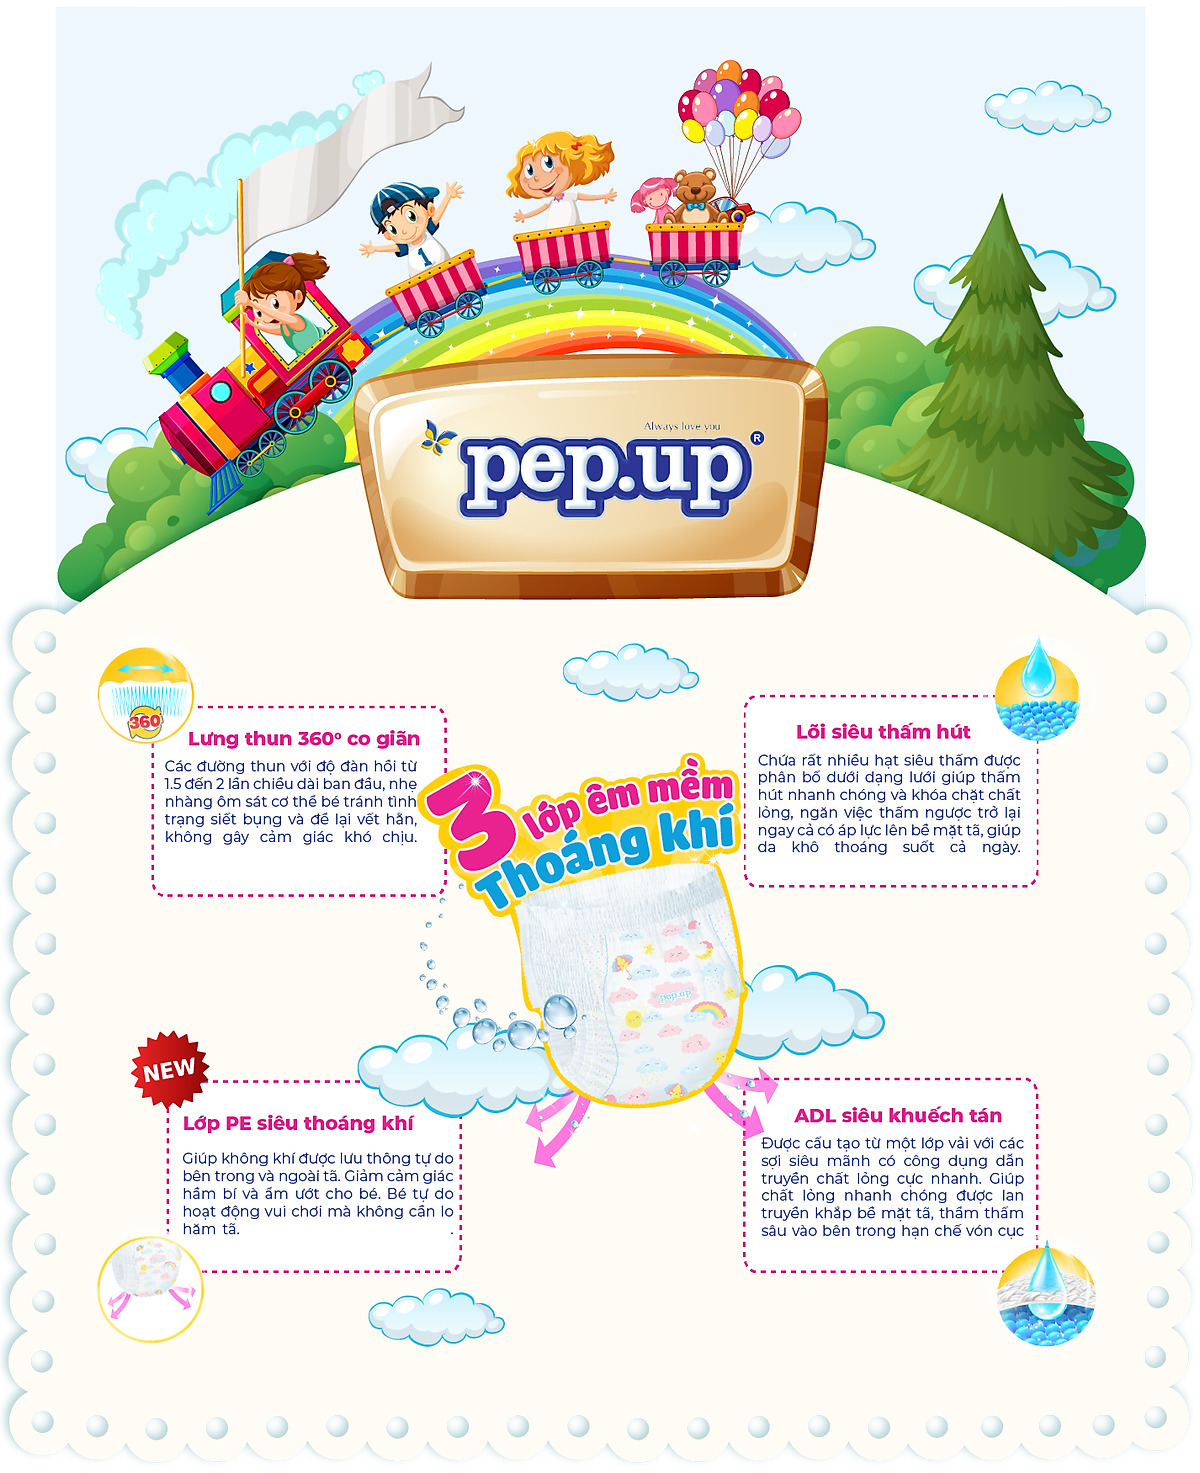 Always love you
pep.up®
360°
Lưng thun 360° co giãn
Các đường thun với độ đàn hồi từ
1.5 đến 2 lần chiều dài ban đầu, nhẹ
nhàng ôm sát cơ thể bé tránh tình
trạng siết bụng và để lại vết hằn,
không gây cảm giác khó chịu.
Lõi siêu thấm hút
Chứa rất nhiều hạt siêu thấm được
phân bố dưới dạng lưới giúp thấm
hút nhanh chóng và khóa chặt chất
lỏng, ngăn việc thấm ngược trở lại
ngay cả có áp lực lên bề mặt tã, giúp
da khô thoáng suốt cả ngày.
3 lớp êm mềm
Thoáng khí
pep.up
NEW
Lớp PE siêu thoáng khí
Giúp không khí được lưu thông tự do
bên trong và ngoài tã. Giảm cảm giác
hầm bí và ẩm ướt cho bé. Bé tự do
hoạt động vui chơi mà không cần lo
hăm tã. .
ADL siêu khuếch tán
Được cấu tạo từ một lớp vải với các
sợi siêu mãnh có công dụng dẫn
truyền chất lỏng cực nhanh. Giúp
chất lỏng nhanh chóng được lan
truyền khắp bề mặt tã, thẩm thấm
sâu vào bên trong hạn chế vón cục